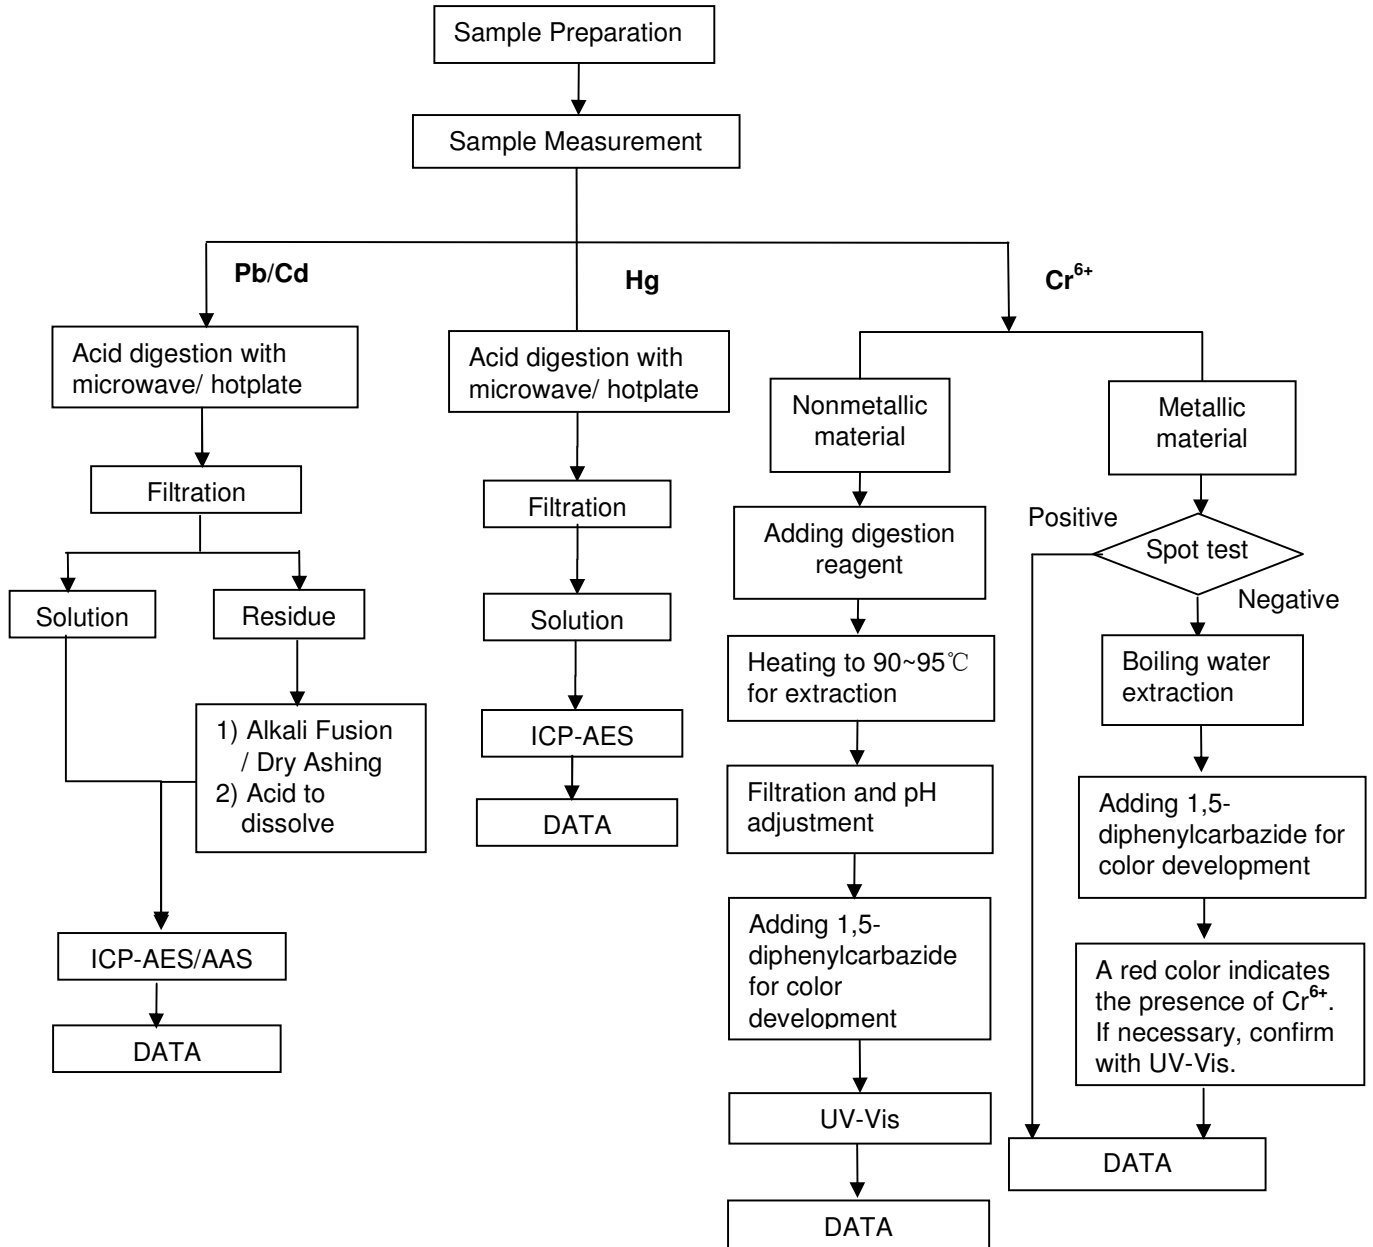 Sample Preparation
Sample Measurement
Pb/Cd
Hg
Cr⁶⁺
Acid digestion with
microwave/ hotplate
Filtration
Solution
Residue
1) Alkali Fusion
/ Dry Ashing
2) Acid to
dissolve
ICP-AES/AAS
DATA
Acid digestion with
microwave/ hotplate
Filtration
Solution
ICP-AES
DATA
Nonmetallic
material
Adding digestion
reagent
Heating to 90~95℃
for extraction
Filtration and pH
adjustment
Adding 1,5-
diphenylcarbazide
for color
development
UV-Vis
DATA
Metallic
material
Positive
Spot test
Negative
Boiling water
extraction
Adding 1,5-
diphenylcarbazide for
color development
A red color indicates
the presence of Cr⁶⁺.
If necessary, confirm
with UV-Vis.
DATA